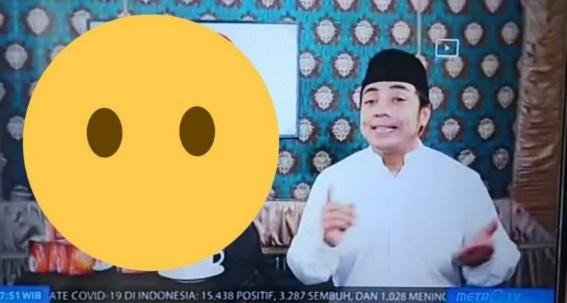 7:51 WIB ATE COVID-19 DI INDONESIA: 15.438 POSITIF, 3.287 SEMBUH, DAN 1.028 MENING METRO TV